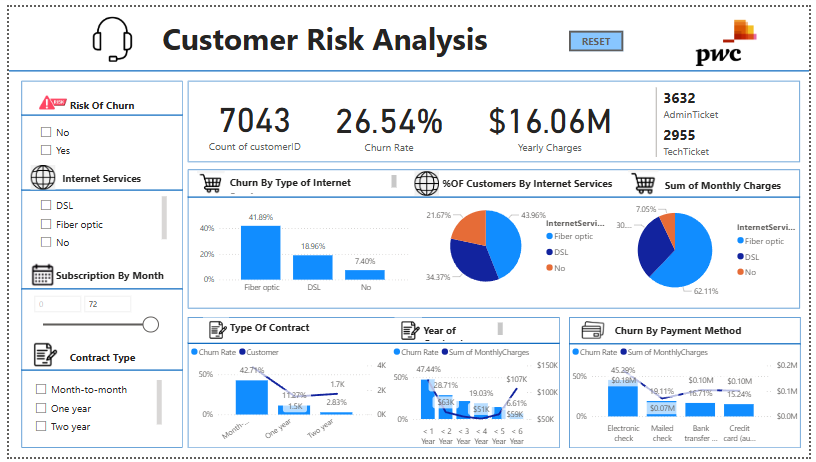 Customer Risk Analysis
RESET
pwc
RISK
Risk Of Churn
No
Yes
Internet Services
DSL
Fiber optic
No
Subscription By Month
0
72
Contract Type
Month-to-month
One year
Two year
7043
Count of customerID
26.54%
Churn Rate
$16.06M
Yearly Charges
3632
AdminTicket
2955
TechTicket
Churn By Type of Internet
41.89%
18.96%
7.40%
40%
20%
0%
Fiber optic
DSL
No
%OF Customers By Internet Services
21.67%
43.96%
34.37%
InternetServi...
Fiber optic
DSL
No
Sum of Monthly Charges
7.05%
30....
62.11%
InternetServi...
Fiber optic
DSL
No
Type Of Contract
Churn Rate Customer
42.71%
11.27%
1.5K
1.7K
2.83%
50%
0%
4K
2K
0K
Month-...
One year
Two year
Year of
Churn Rate Sum of MonthlyCharges
47.44%
28.71%
$63K
19.03%
$51K
$107K
6.61%
$59K
50%
0%
$150K
$100K
$50K
< 1 < 2 < 3 < 4 < 5 < 6
Year Year Year Year Year Year
Churn By Payment Method
Churn Rate Sum of MonthlyCharges
45.29%
$0.18M
19.11%
$0.07M
$0.10M
16.71%
$0.10M
15.24%
50%
0%
$0.2M
$0.1M
$0.0M
Electronic check
Mailed check
Bank transfer ...
Credit card (au...